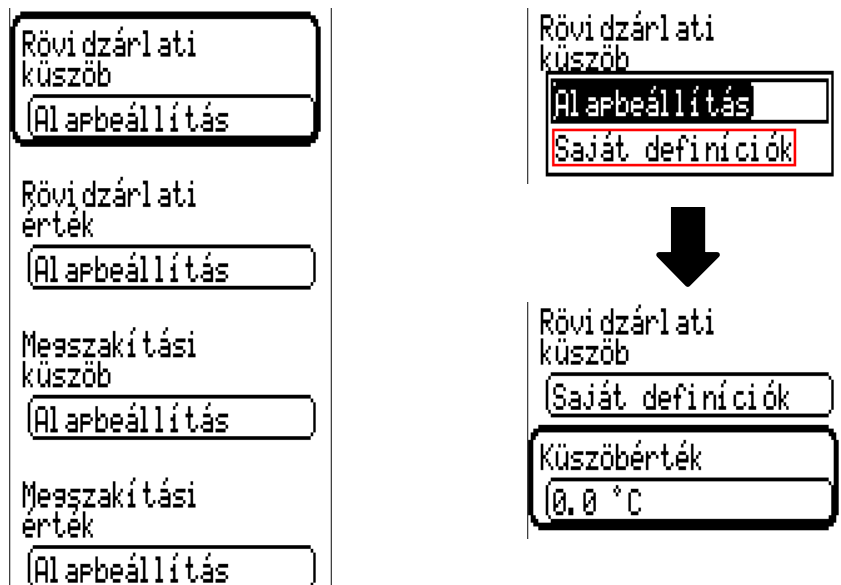 Rövidzárlati
küszöb
Alapbeállítás
Rövidzárlati
érték
Alapbeállítás
Megszakítási
küszöb
Alapbeállítás
Megszakítási
érték
Alapbeállítás
Rövidzárlati
küszöb
Alapbeállítás
Saját definíciók
Rövidzárlati
küszöb
Saját definíciók
Küszöbérték
0.0 °C